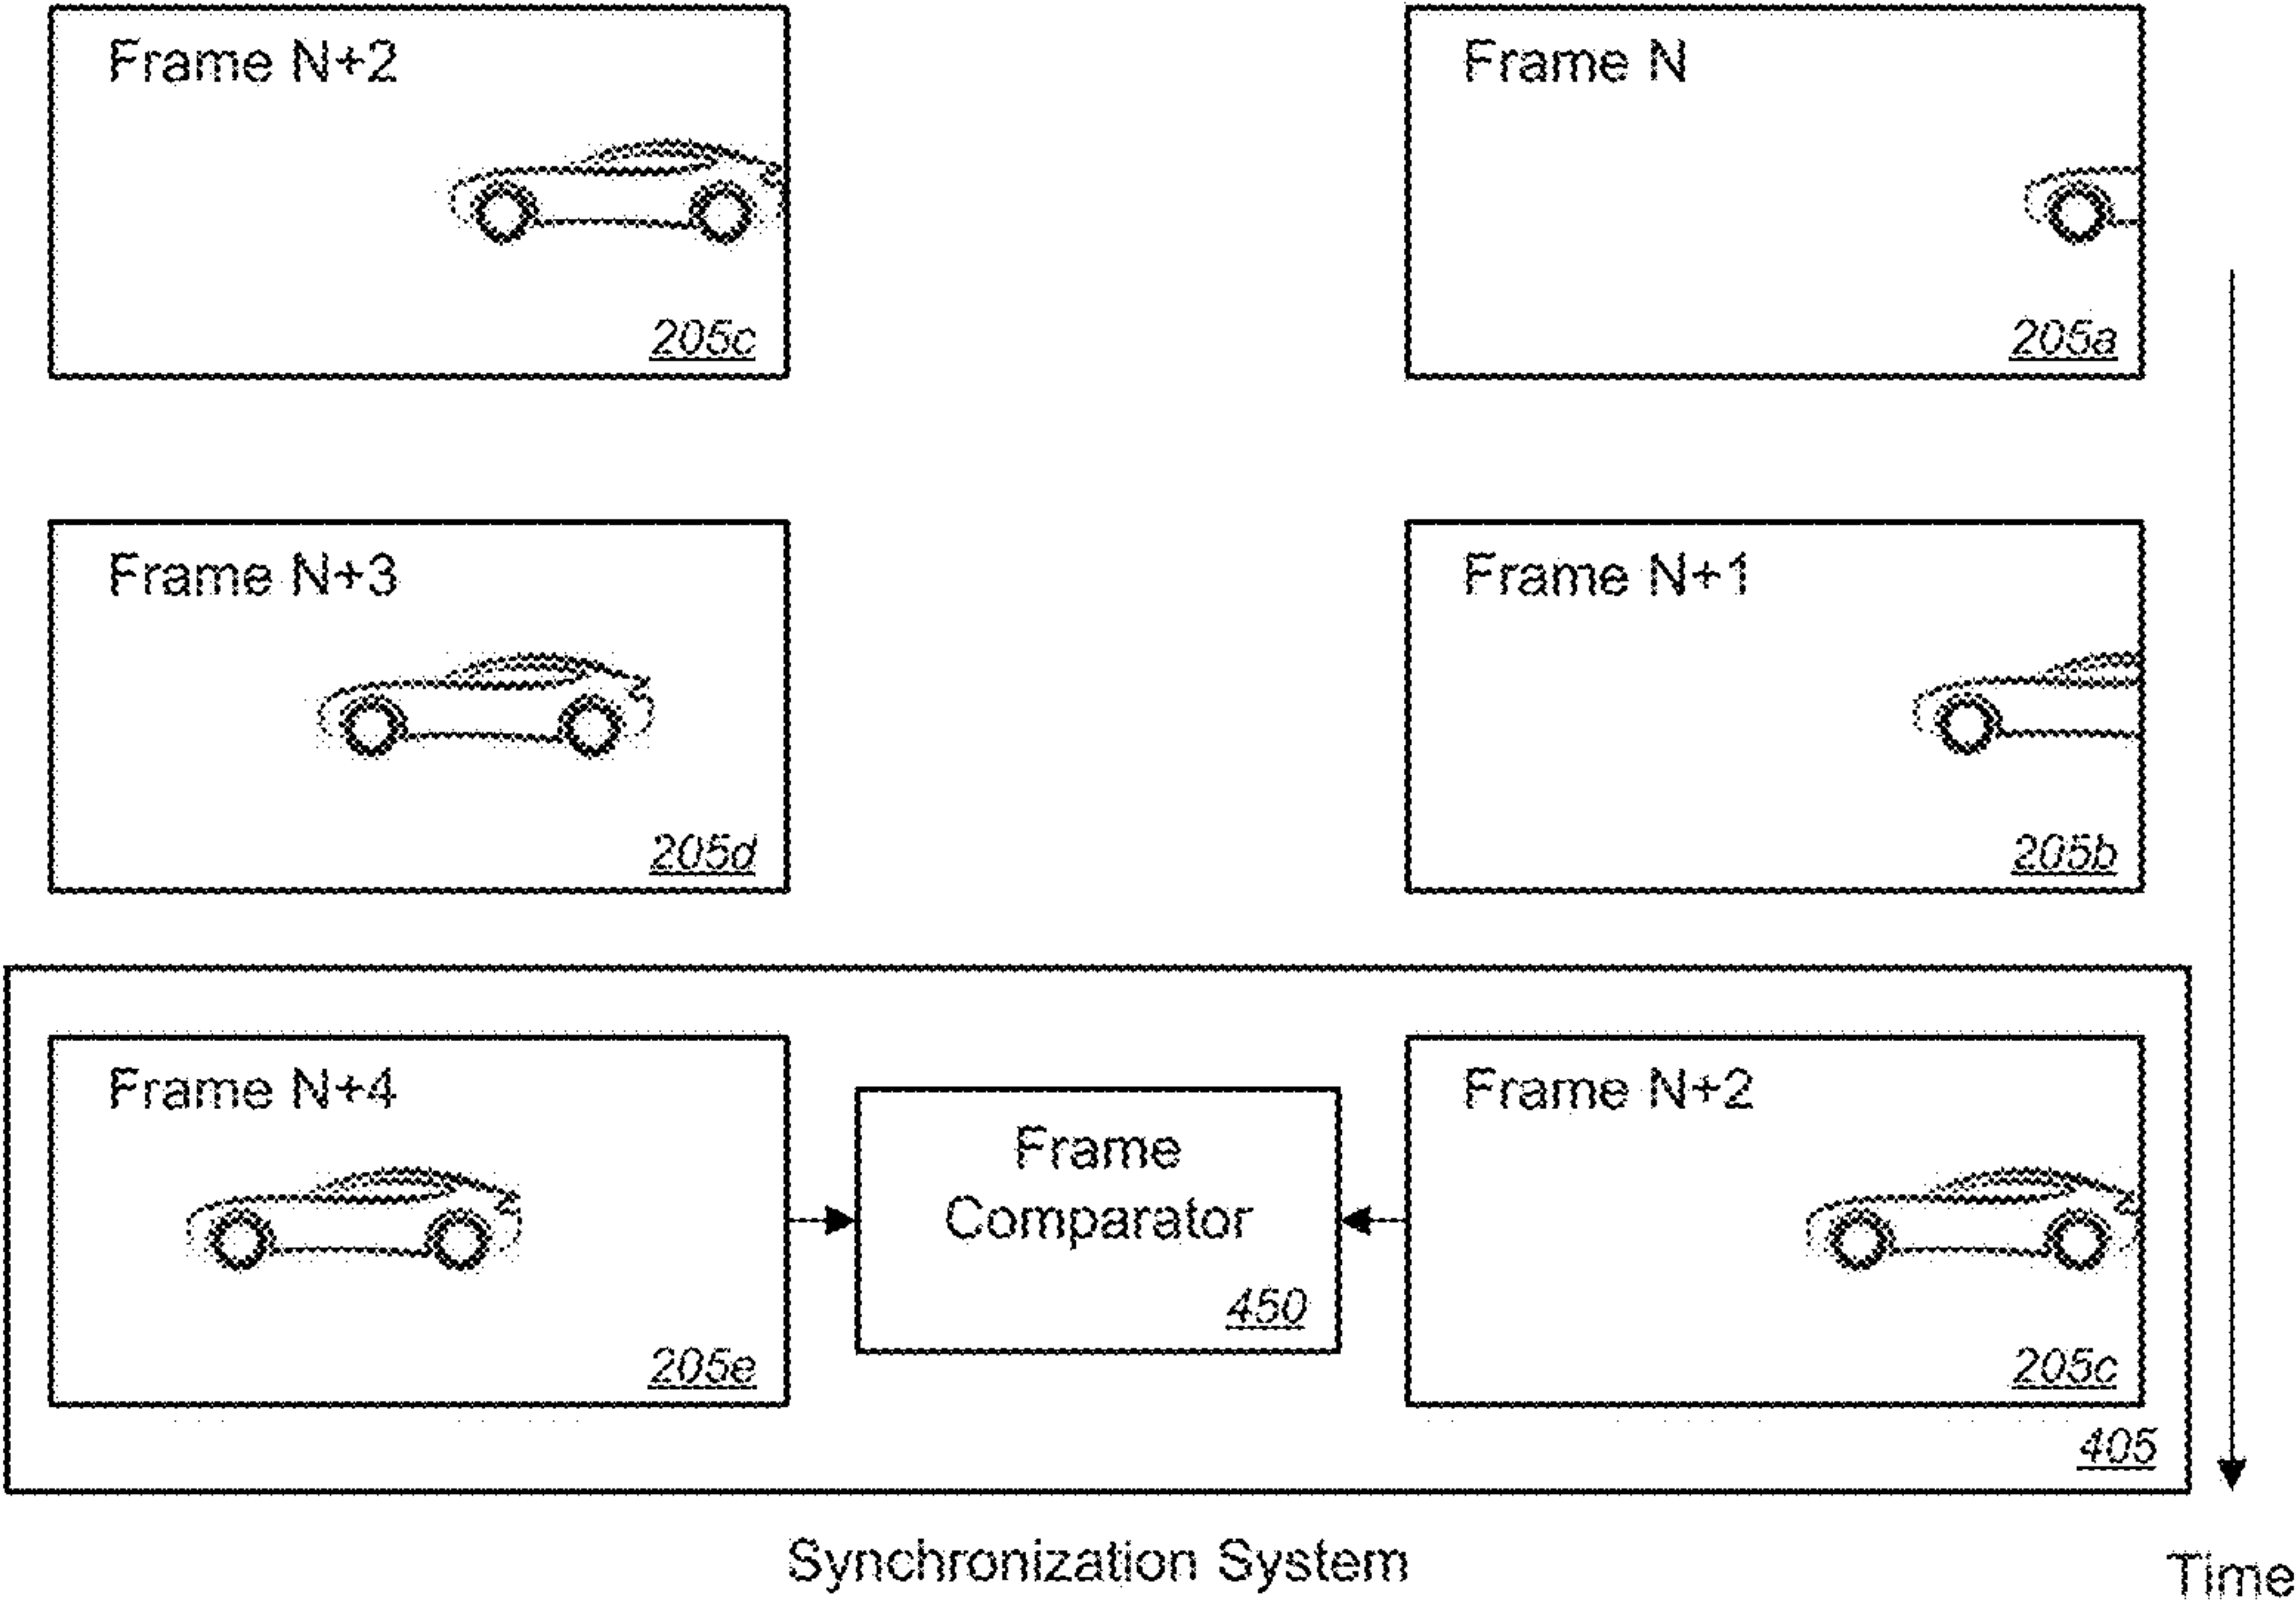 Frame N+2
205c
Frame N
205a
Frame N+3
205d
Frame N+1
205b
Frame N+4
205e
Frame
Comparator
450
Frame N+2
205c
405
Synchronization System
Time